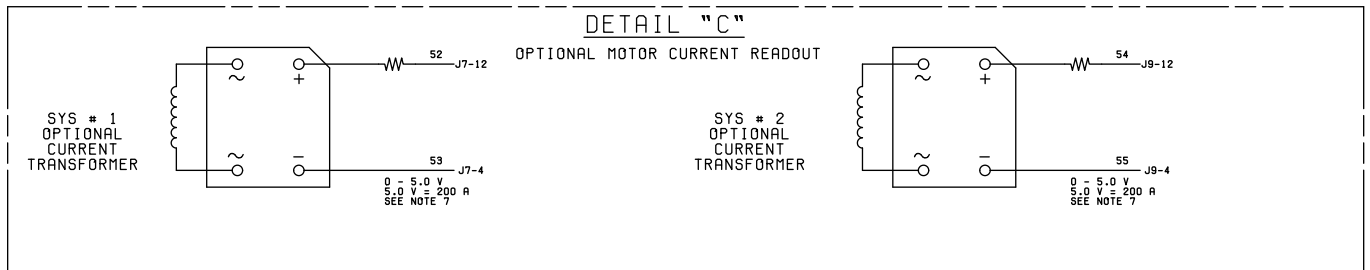 DETAIL "C"
OPTIONAL MOTOR CURRENT READOUT
SYS # 1
OPTIONAL
CURRENT
TRANSFORMER
~
+
~
–
52
J7-12
53
J7-4
0 - 5.0 V
5.0 V = 200 A
SEE NOTE 7
SYS # 2
OPTIONAL
CURRENT
TRANSFORMER
~
+
~
–
54
J9-12
55
J9-4
0 - 5.0 V
5.0 V = 200 A
SEE NOTE 7